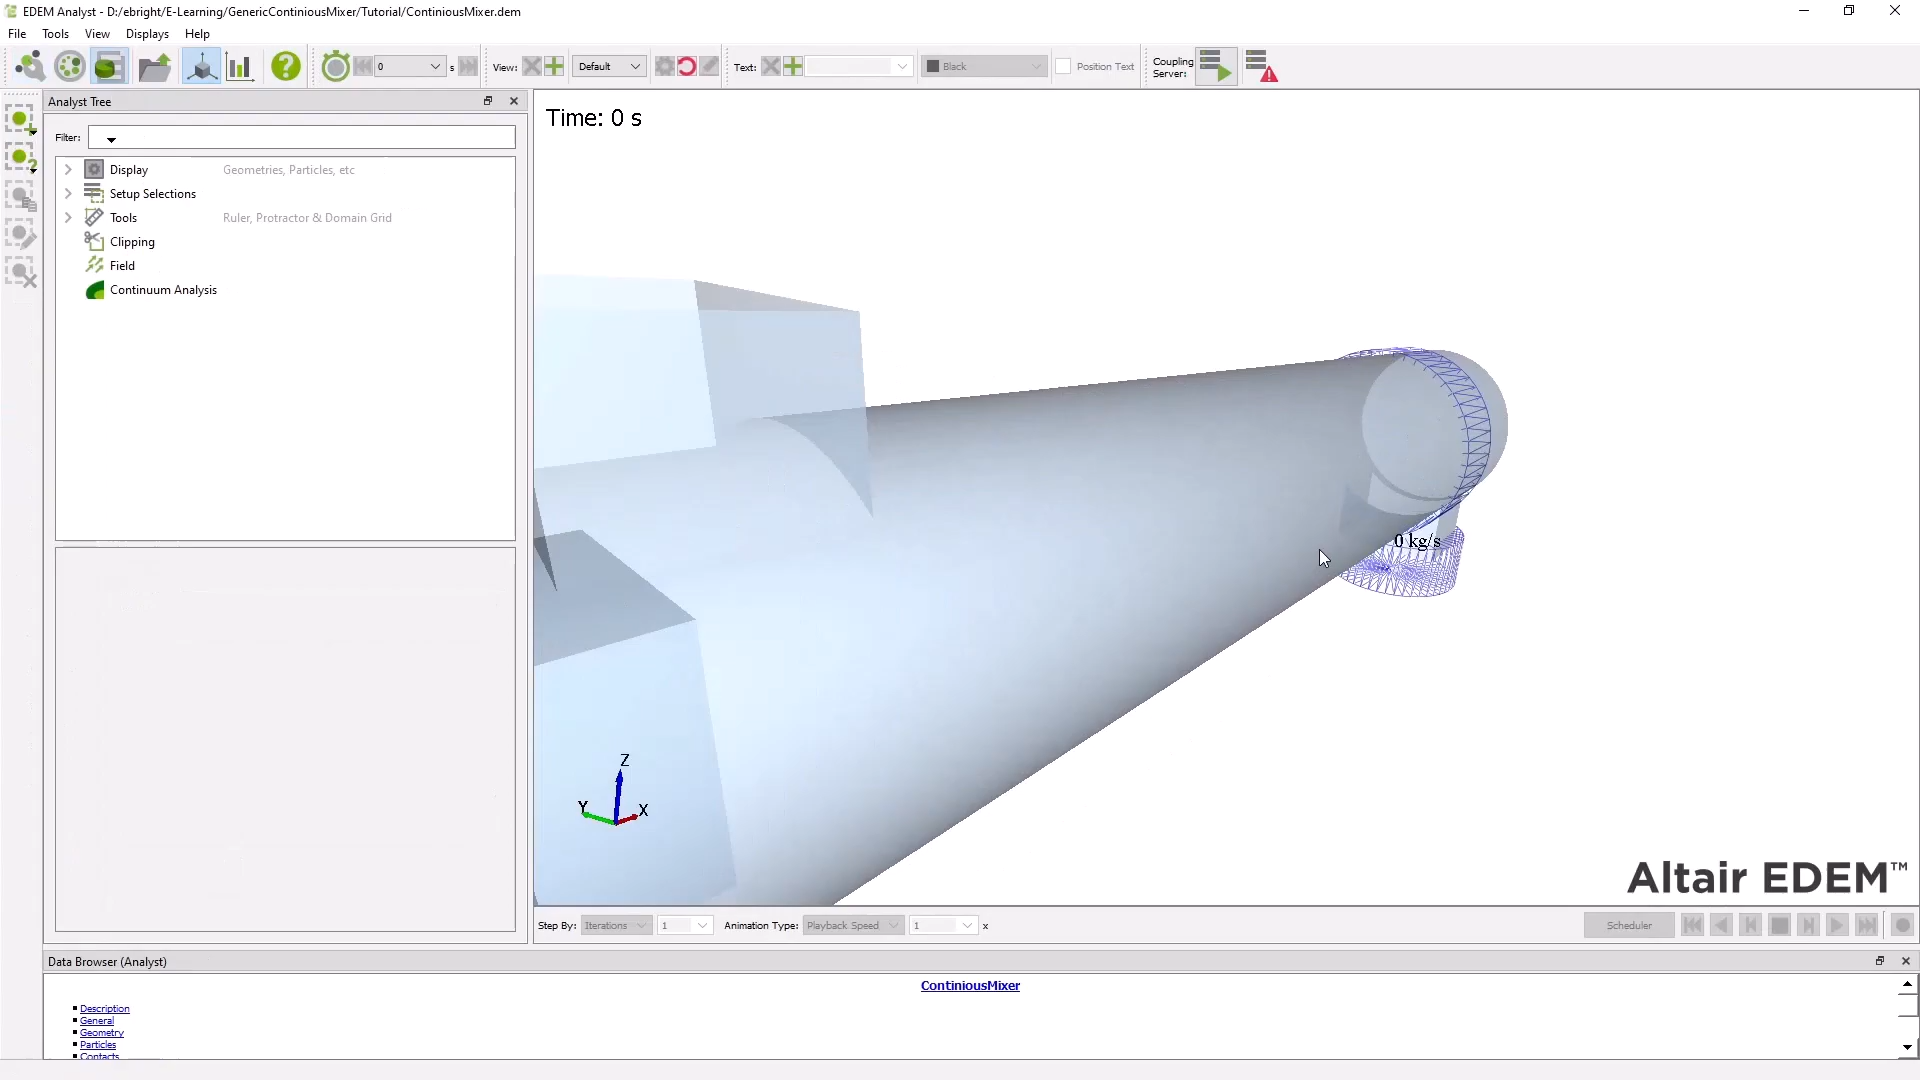 EDEM Analyst - D:/ebright/E-Learning/GenericContiniousMixer/Tutorial/ContiniousMixer.dem
File Tools View Displays Help
0 s View: Default Text: Black Position Text Coupling Server:
Analyst Tree
Filter:
Display Geometries, Particles, etc
Setup Selections
Tools Ruler, Protractor & Domain Grid
Clipping
Field
Continuum Analysis
Time: 0 s
0 kg/s
Z
Y X
Altair EDEM™
Step By: Iterations 1 Animation Type: Playback Speed 1 x Scheduler
Data Browser (Analyst)
ContiniousMixer
Description
General
Geometry
Particles
Contacts